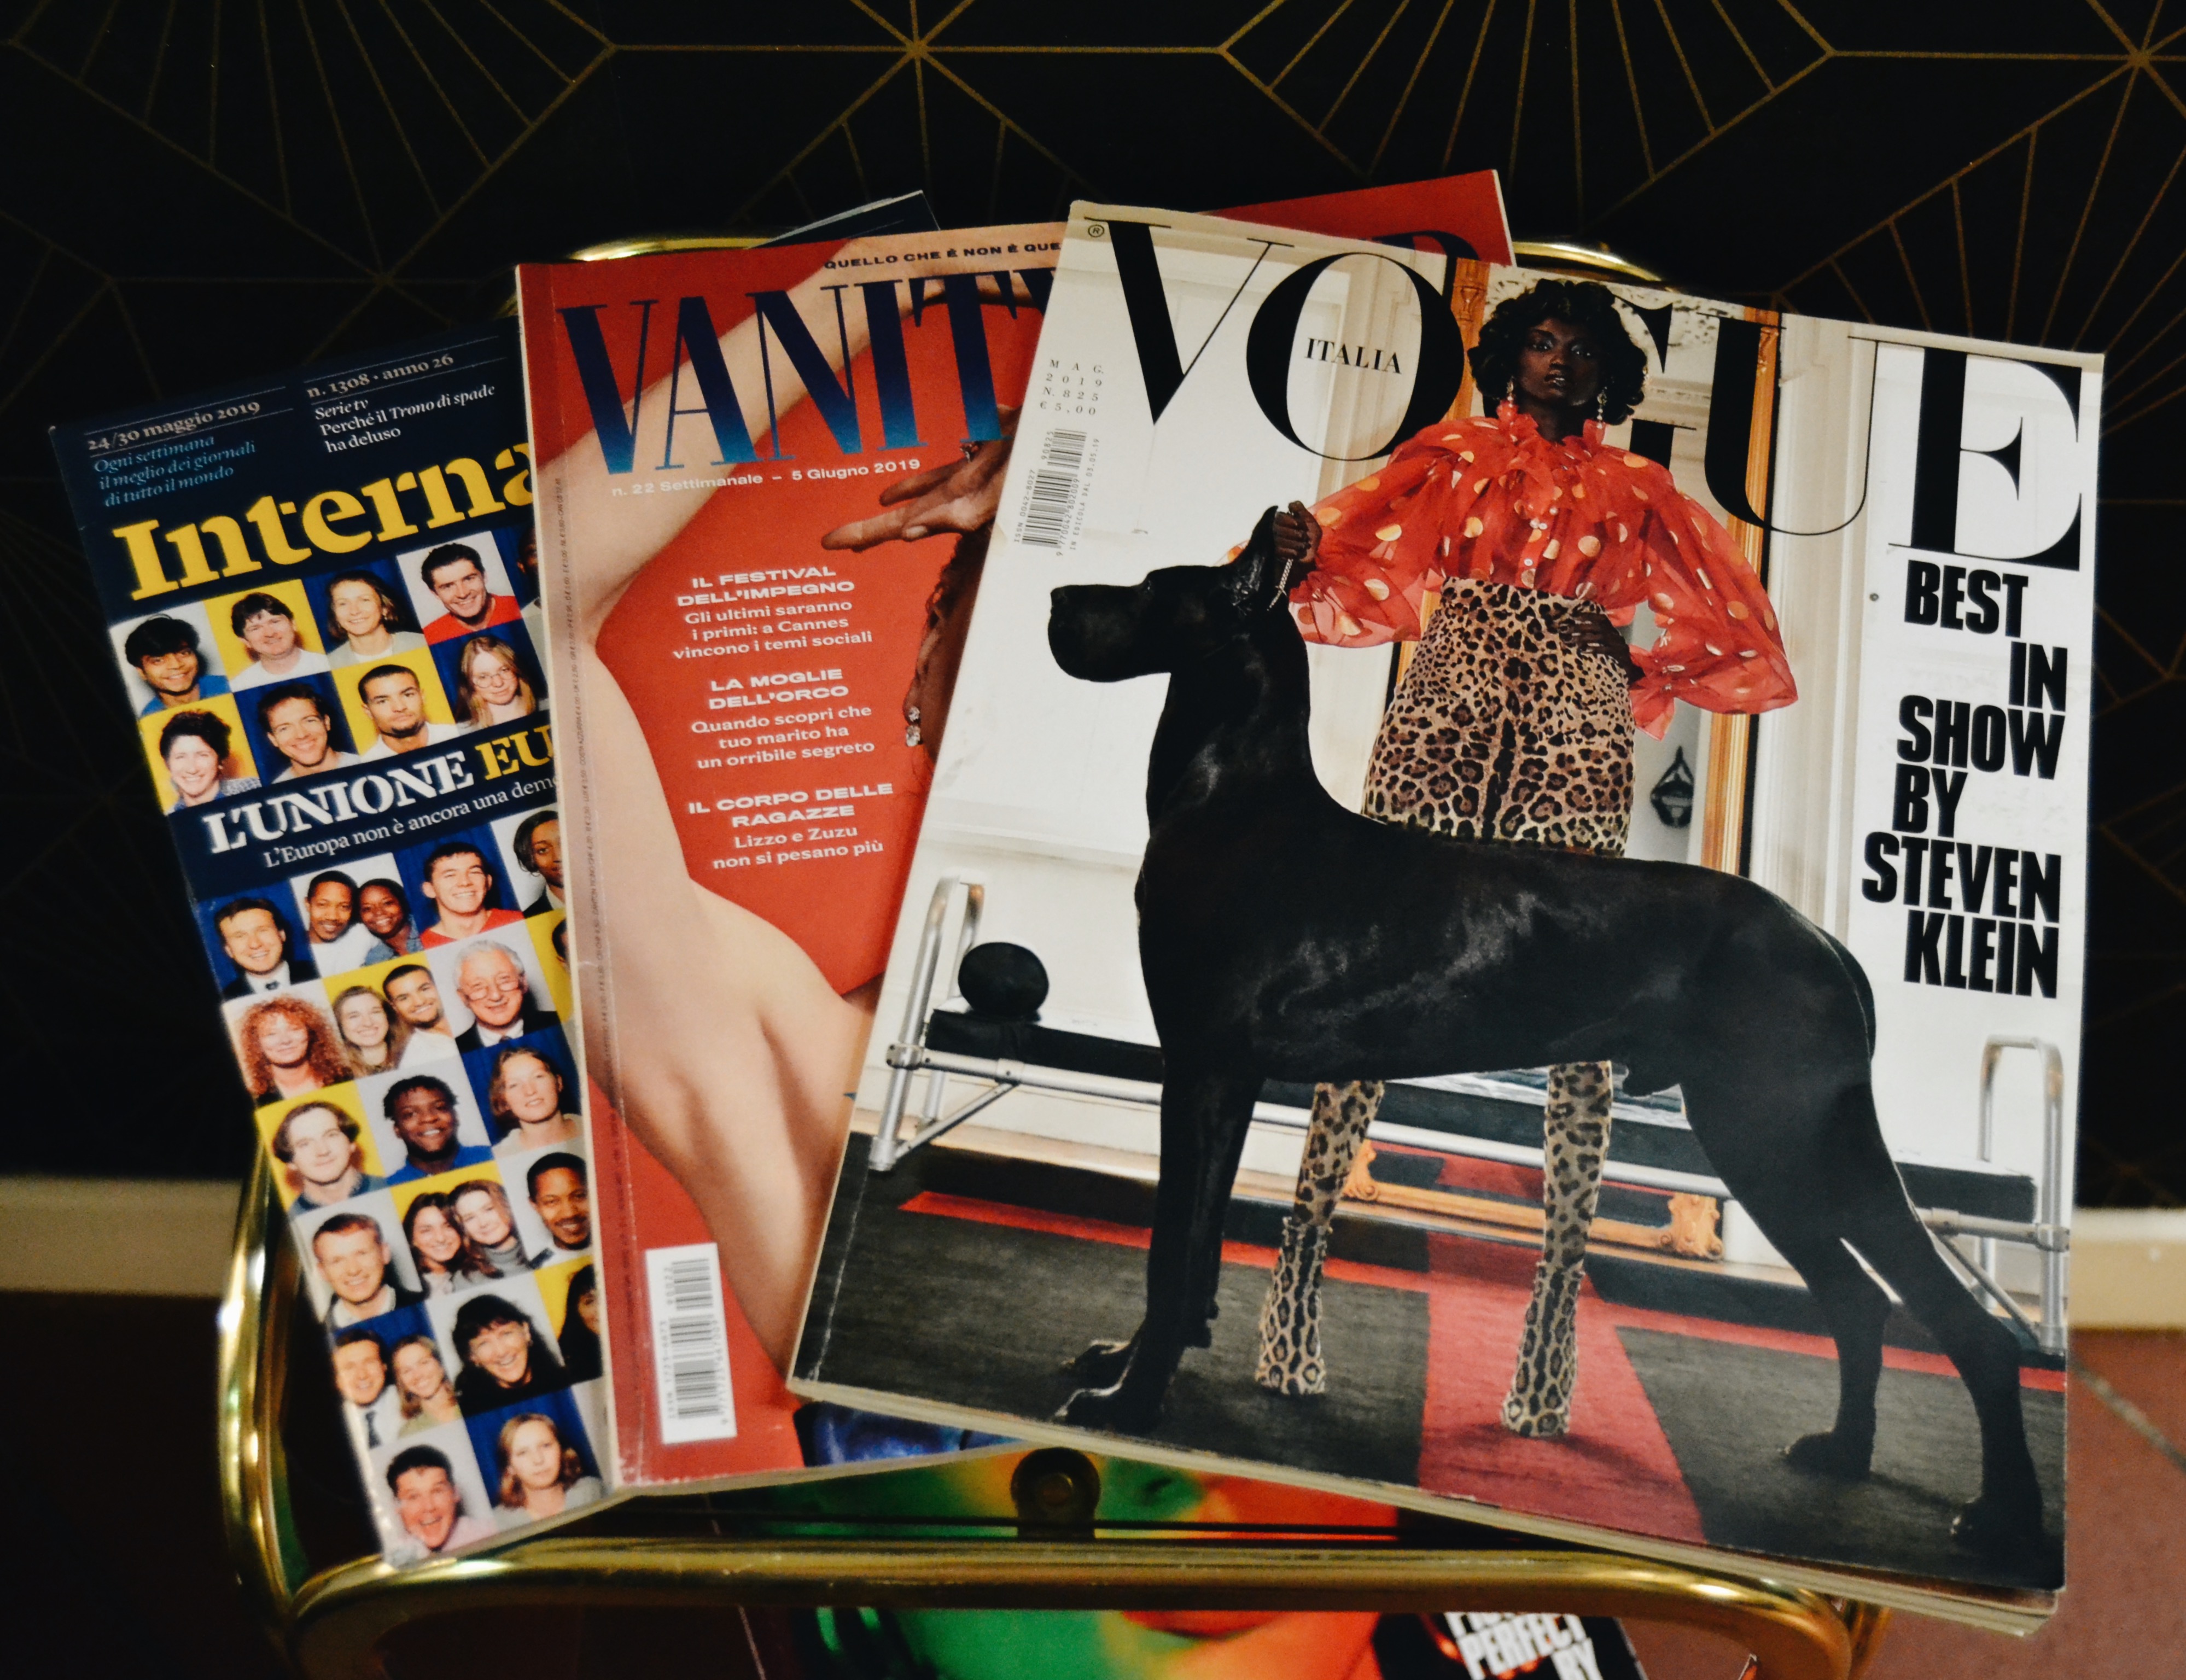 24/30 maggio 2019
Ogni settimana
il meglio dei giornali
di tutto il mondo
n. 1308 • anno 26
Serie tv
Perché il Trono di spade
ha deluso
Interna
L'UNIONE EU
L'Europa non è ancora una demo
QUELLO CHE È NON È QUE
VANITY
n. 22 Settimanale – 5 Giugno 2019
IL FESTIVAL
DELL'IMPEGNO
Gli ultimi saranno
i primi: a Cannes
vincono i temi sociali
LA MOGLIE
DELL'ORCO
Quando scopri che
tuo marito ha
un orribile segreto
IL CORPO DELLE
RAGAZZE
Lizzo e Zuzu
non si pesano più
®
VOGUE
ITALIA
MAG.
2019
N. 825
€ 5,00
BEST
IN
SHOW
BY
STEVEN
KLEIN
PERFECT
BY